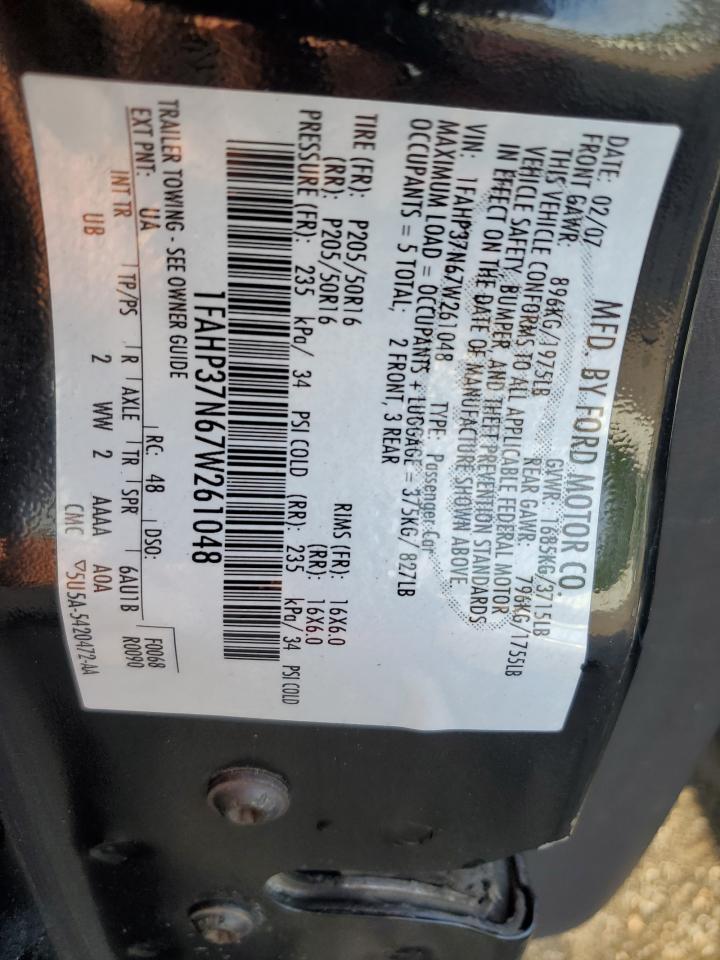 MFD. BY FORD MOTOR CO.
DATE: 02/07 GVWR: 1685KG/3715LB
FRONT GAWR: 896KG/1975LB REAR GAWR: 796KG/1755LB
THIS VEHICLE CONFORMS TO ALL APPLICABLE FEDERAL MOTOR
VEHICLE SAFETY, BUMPER, AND THEFT PREVENTION STANDARDS
IN EFFECT ON THE DATE OF MANUFACTURE SHOWN ABOVE.
VIN: 1FAHP37N67W261048 TYPE: Passenger Car
MAXIMUM LOAD = OCCUPANTS + LUGGAGE = 375KG/ 827LB
OCCUPANTS = 5 TOTAL; 2 FRONT, 3 REAR
TIRE (FR): P205/50R16 RIMS (FR): 16X6.0
(RR): P205/50R16 (RR): 16X6.0
PRESSURE (FR): 235 kPa/ 34 PSI COLD (RR): 235 kPa/ 34 PSI COLD
1FAHP37N67W261048
TRAILER TOWING - SEE OWNER GUIDE
EXT PNT: UA RC: 48 DSO: F0068
INT TR TP/PS R AXLE TR SPR 6AU1B R0090
UB 2 WW 2 AAAA A0A
CMC ▽5U5A-5420472-AA